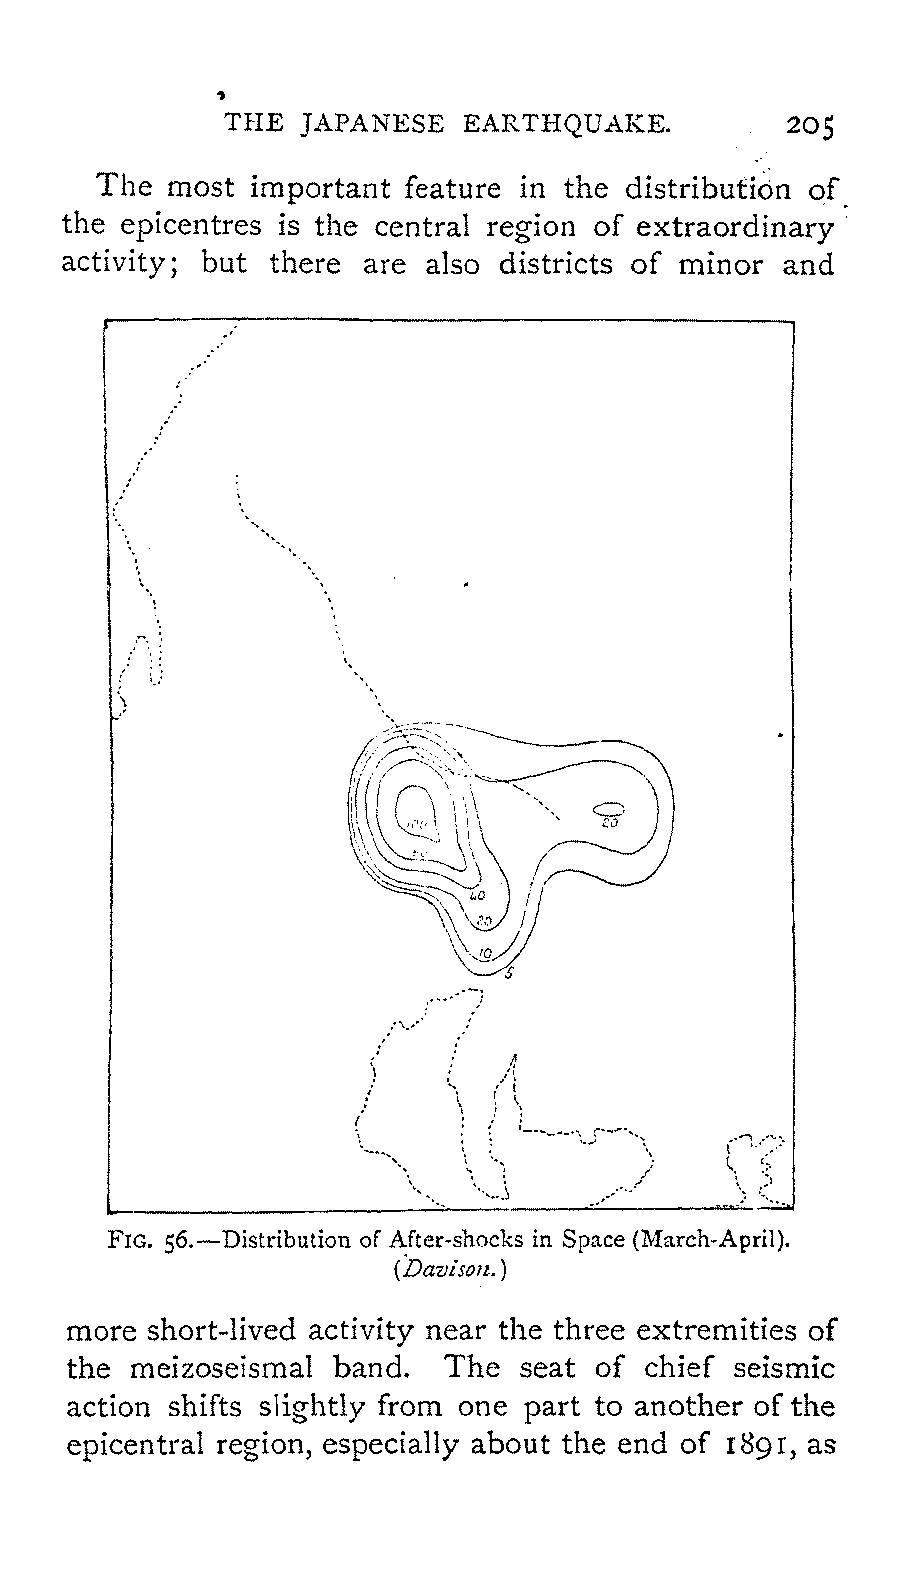 THE JAPANESE EARTHQUAKE. 205
The most important feature in the distribution of
the epicentres is the central region of extraordinary
activity; but there are also districts of minor and
20
40
20
10
5
FIG. 56.—Distribution of After-shocks in Space (March-April).
(Davison.)
more short-lived activity near the three extremities of
the meizoseismal band. The seat of chief seismic
action shifts slightly from one part to another of the
epicentral region, especially about the end of 1891, as